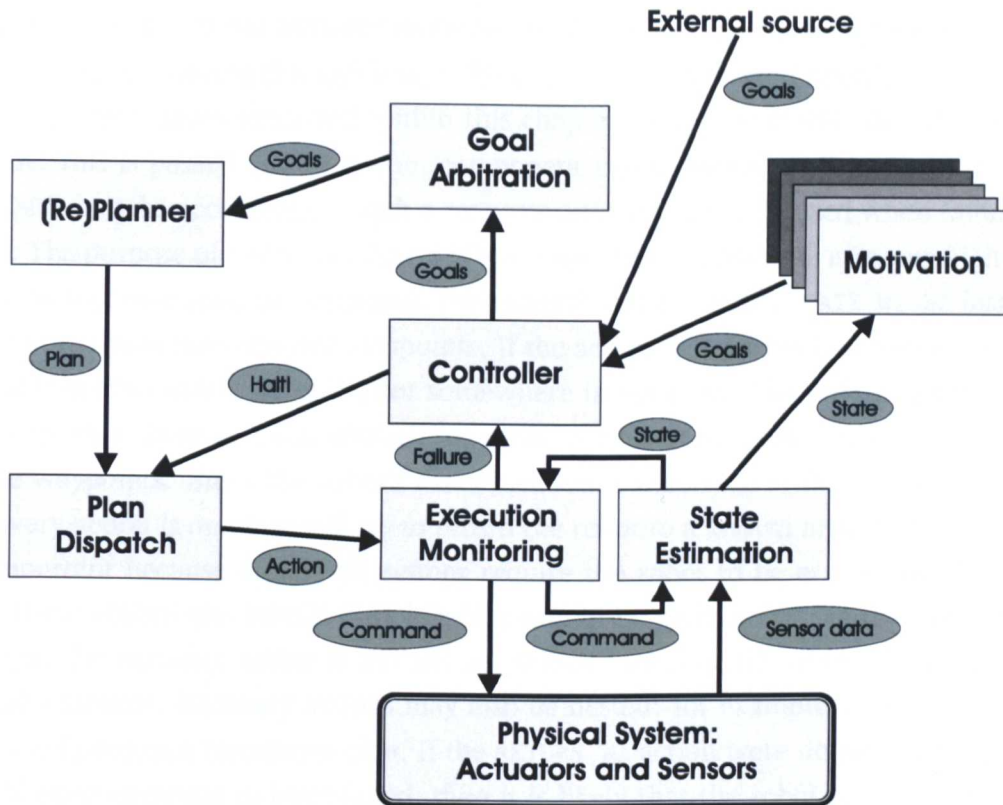 External source
Goals
Goal
Arbitration
Goals
(Re)Planner
Motivation
Goals
Goals
Plan
Halt!
Controller
State
State
Failure
Plan
Dispatch
Execution
Monitoring
State
Estimation
Action
Command
Command
Sensor data
Physical System:
Actuators and Sensors